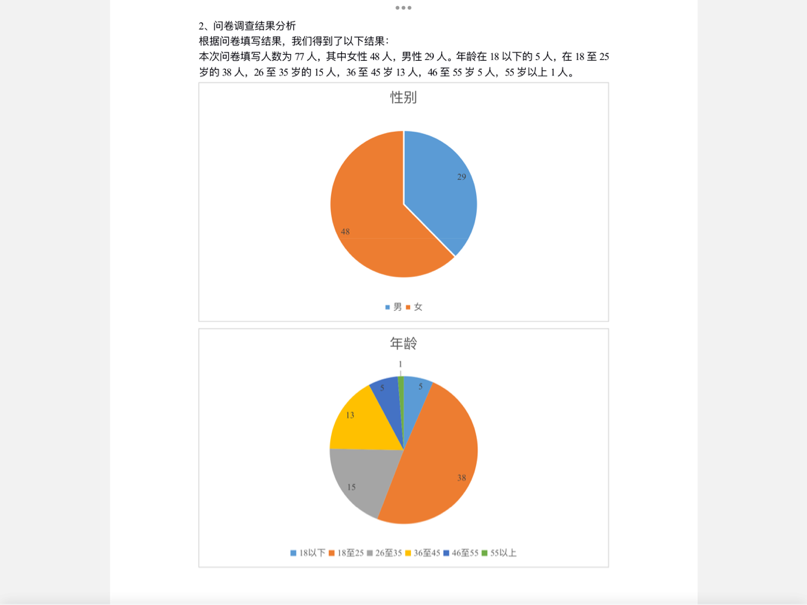 2、问卷调查结果分析
根据问卷填写结果，我们得到了以下结果：
本次问卷填写人数为 77 人，其中女性 48 人，男性 29 人。年龄在 18 以下的 5 人，在 18 至 25
岁的 38 人，26 至 35 岁的 15 人，36 至 45 岁 13 人，46 至 55 岁 5 人，55 岁以上 1 人。
性别
29
48
男 女
年龄
1
5 5
13
38
15
18以下 18至25 26至35 36至45 46至55 55以上